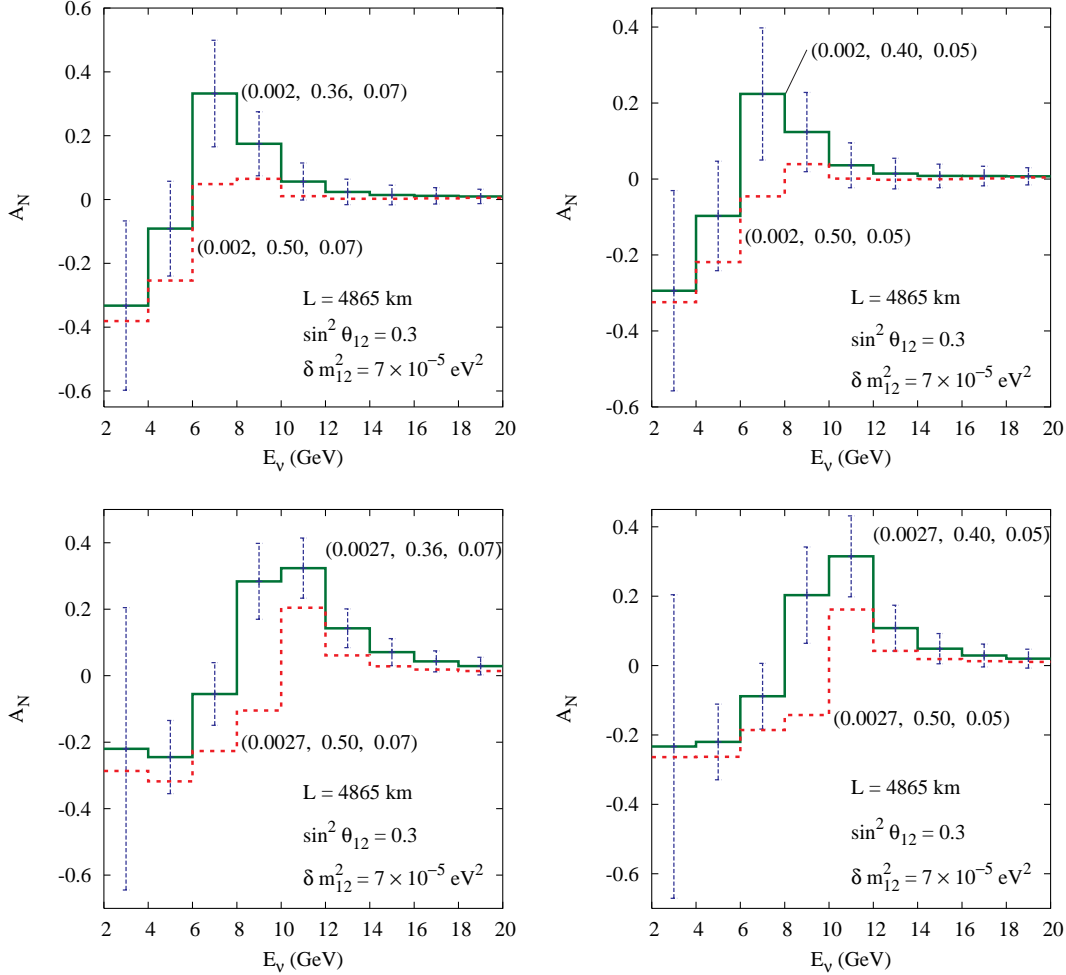 0.6
0.4
0.2
0
-0.2
-0.4
-0.6
A_N
(0.002, 0.36, 0.07)
(0.002, 0.50, 0.07)
L = 4865 km
sin² θ₁₂ = 0.3
δ m²₁₂ = 7 × 10⁻⁵ eV²
2 4 6 8 10 12 14 16 18 20
E_ν (GeV)
0.4
0.2
0
-0.2
-0.4
-0.6
A_N
(0.002, 0.40, 0.05)
(0.002, 0.50, 0.05)
L = 4865 km
sin² θ₁₂ = 0.3
δ m²₁₂ = 7 × 10⁻⁵ eV²
2 4 6 8 10 12 14 16 18 20
E_ν (GeV)
0.4
0.2
0
-0.2
-0.4
-0.6
A_N
(0.0027, 0.36, 0.07)
(0.0027, 0.50, 0.07)
L = 4865 km
sin² θ₁₂ = 0.3
δ m²₁₂ = 7 × 10⁻⁵ eV²
2 4 6 8 10 12 14 16 18 20
E_ν (GeV)
0.4
0.2
0
-0.2
-0.4
-0.6
A_N
(0.0027, 0.40, 0.05)
(0.0027, 0.50, 0.05)
L = 4865 km
sin² θ₁₂ = 0.3
δ m²₁₂ = 7 × 10⁻⁵ eV²
2 4 6 8 10 12 14 16 18 20
E_ν (GeV)